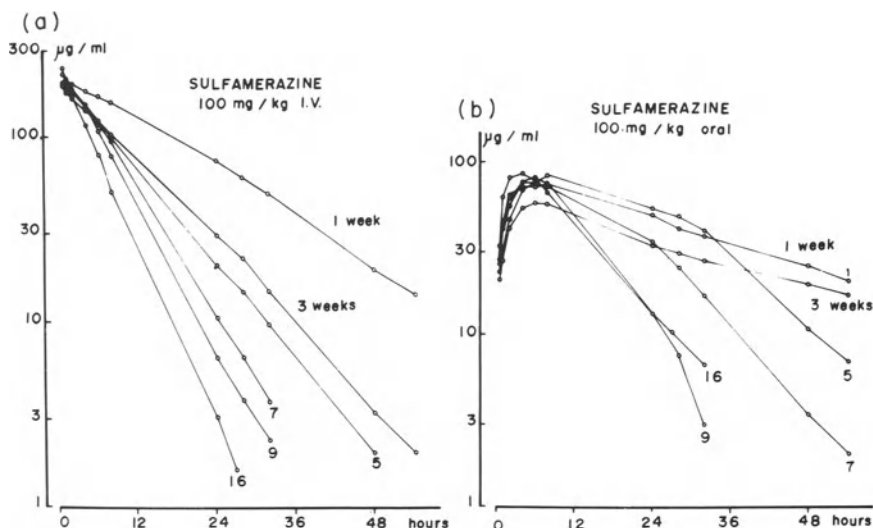 (a)
µg / ml
300
100
30
10
3
1
SULFAMERAZINE
100 mg / kg I.V.
1 week
3 weeks
7
9
5
16
0 12 24 36 48 hours
(b)
SULFAMERAZINE
100 mg / kg oral
µg / ml
100
30
10
3
1
1 week
1
3 weeks
5
16
9
7
0 12 24 36 48 hours